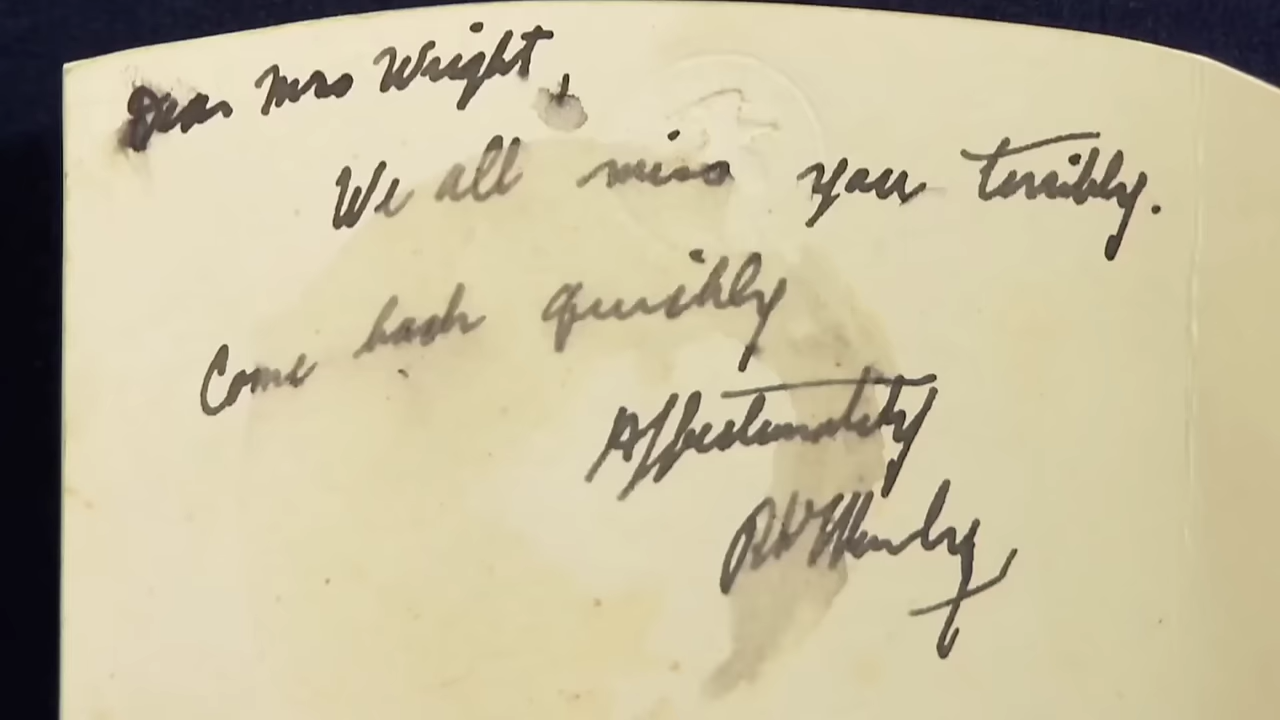 Dear Mrs Wright,
We all miss you terribly.
Come back quickly
Affectionately